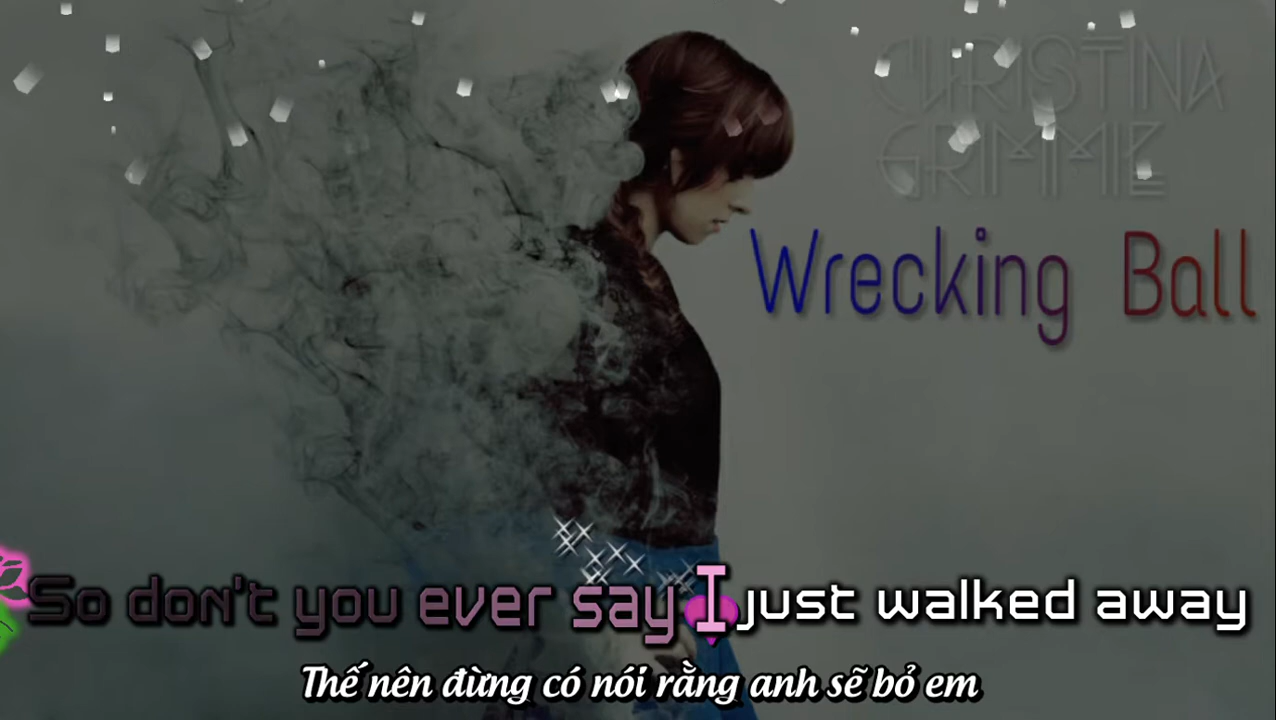 CHRISTINA
GRIMMIE
Wrecking Ball
So don't you ever say I just walked away
Thế nên đừng có nói rằng anh sẽ bỏ em